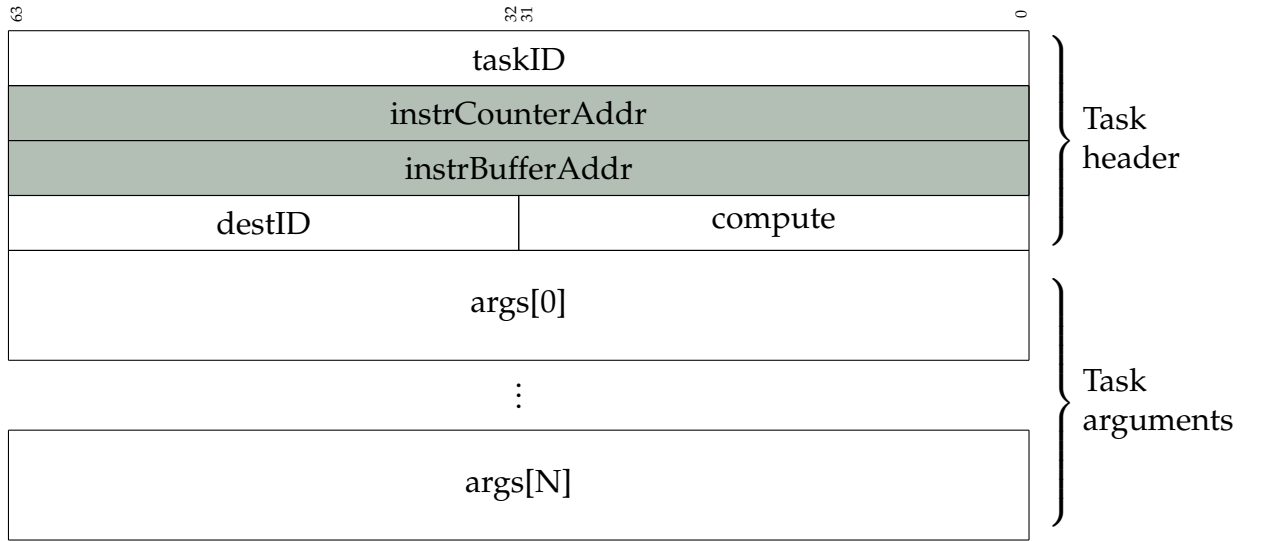 63 32 31 0
taskID
instrCounterAddr
instrBufferAddr
destID compute
Task
header
args[0]
⋮
Task
arguments
args[N]